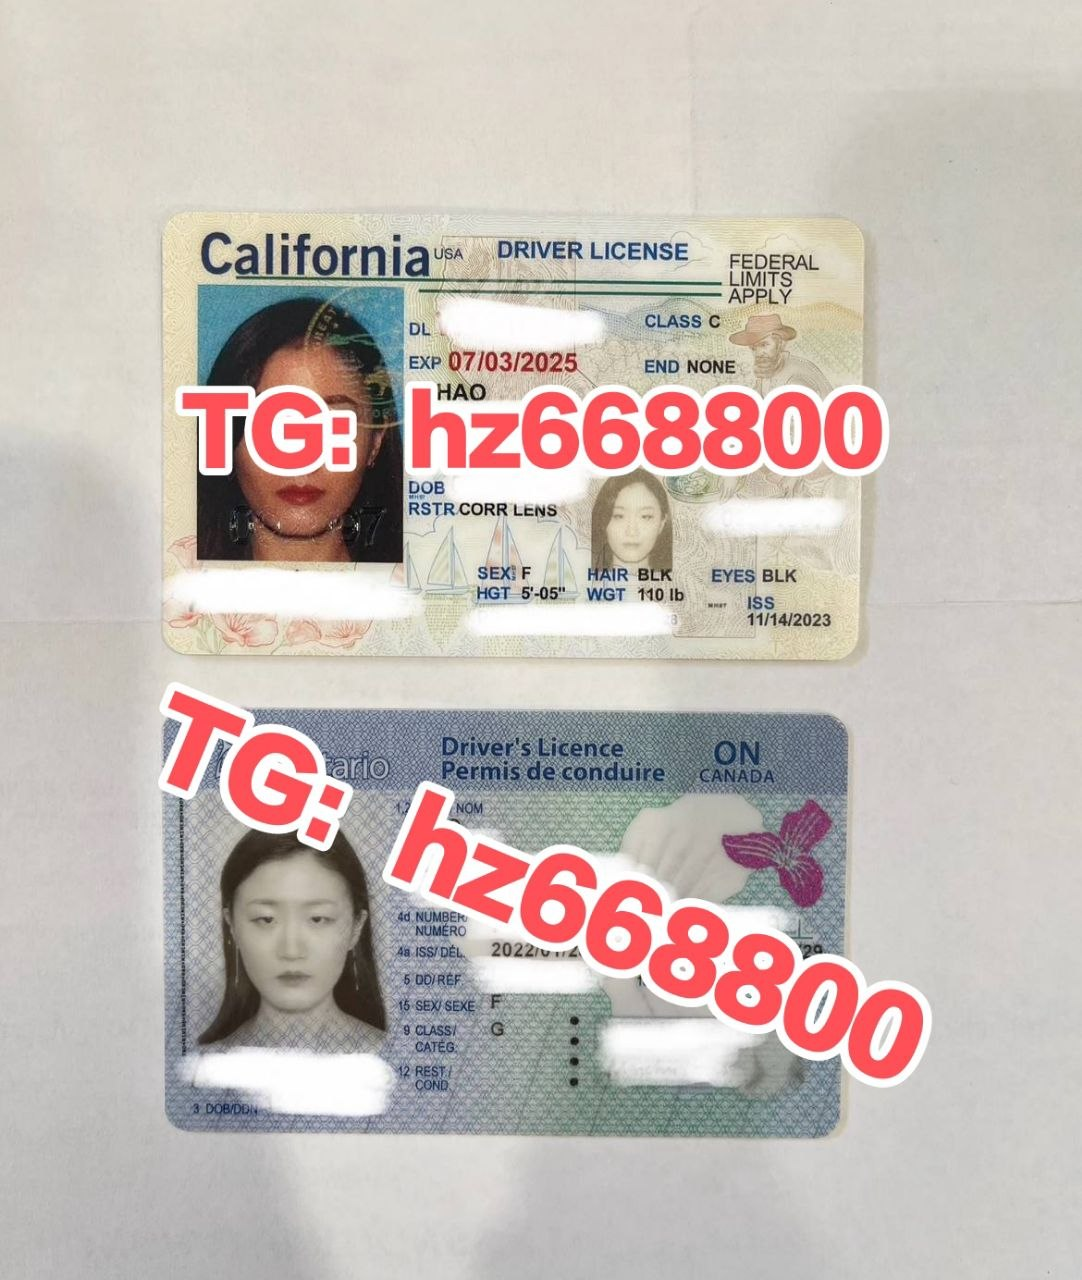 California USA DRIVER LICENSE
FEDERAL
LIMITS
APPLY
DL
CLASS C
EXP 07/03/2025
END NONE
HAO
TG: hz668800
DOB
RSTR CORR LENS
SEX F HAIR BLK EYES BLK
HGT 5'-05" WGT 110 lb
ISS
11/14/2023
Driver's Licence
Permis de conduire
ON
CANADA
TG: hz668800
NOM
4d NUMBER/
NUMÉRO
4a ISS/DÉL.
5 DD/RÉF
15 SEX/SEXE F
9 CLASS/
CATÉG.
G
12 REST/
COND.
3 DOB/DDN